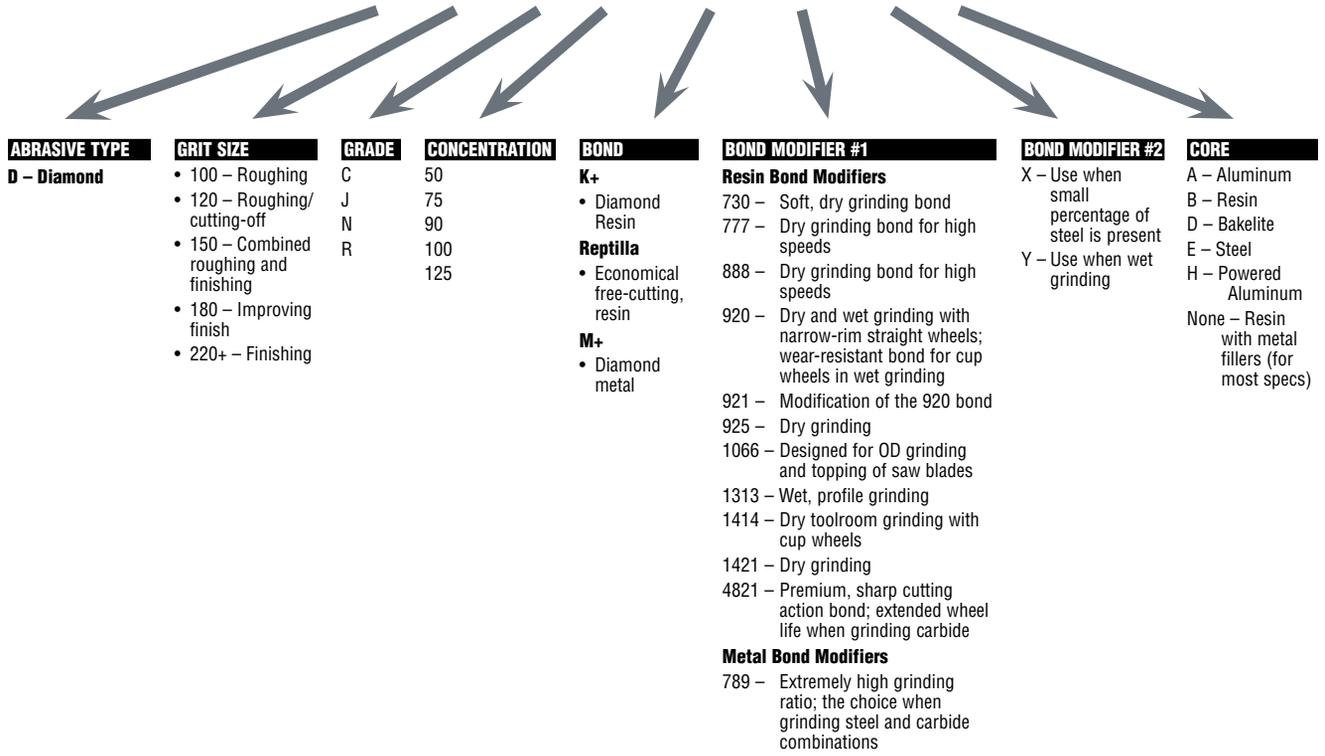 ABRASIVE TYPE
D – Diamond
GRIT SIZE
• 100 – Roughing
• 120 – Roughing/
cutting-off
• 150 – Combined
roughing and
finishing
• 180 – Improving
finish
• 220+ – Finishing
GRADE
C
J
N
R
CONCENTRATION
50
75
90
100
125
BOND
K+
• Diamond
Resin
Reptilla
• Economical
free-cutting,
resin
M+
• Diamond
metal
BOND MODIFIER #1
Resin Bond Modifiers
730 – Soft, dry grinding bond
777 – Dry grinding bond for high
speeds
888 – Dry grinding bond for high
speeds
920 – Dry and wet grinding with
narrow-rim straight wheels;
wear-resistant bond for cup
wheels in wet grinding
921 – Modification of the 920 bond
925 – Dry grinding
1066 – Designed for OD grinding
and topping of saw blades
1313 – Wet, profile grinding
1414 – Dry toolroom grinding with
cup wheels
1421 – Dry grinding
4821 – Premium, sharp cutting
action bond; extended wheel
life when grinding carbide
Metal Bond Modifiers
789 – Extremely high grinding
ratio; the choice when
grinding steel and carbide
combinations
BOND MODIFIER #2
X – Use when
small
percentage of
steel is present
Y – Use when wet
grinding
CORE
A – Aluminum
B – Resin
D – Bakelite
E – Steel
H – Powered
Aluminum
None – Resin
with metal
fillers (for
most specs)